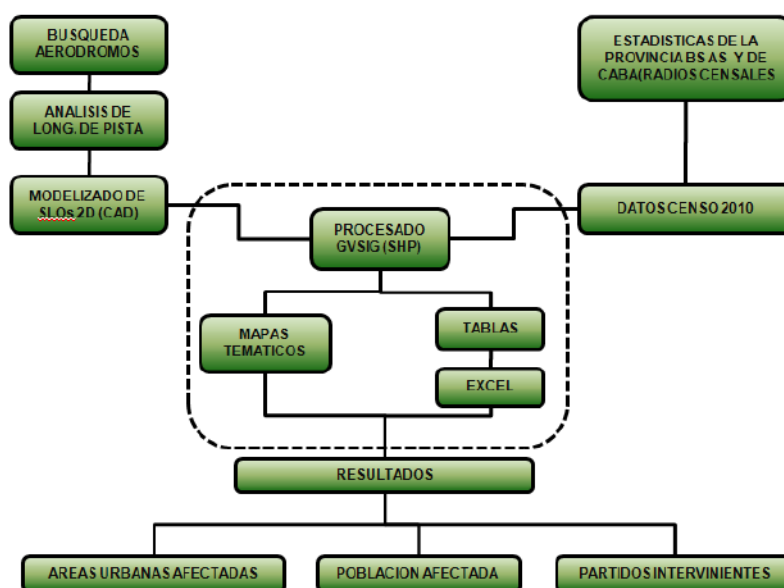 BUSQUEDA
AERODROMOS
ESTADISTICAS DE LA
PROVINCIA BS AS Y DE
CABA(RADIOS CENSALES
ANALISIS DE
LONG. DE PISTA
MODELIZADO DE
SLOs 2D (CAD)
DATOS CENSO 2010
PROCESADO
GVSIG (SHP)
MAPAS
TEMATICOS
TABLAS
EXCEL
RESULTADOS
AREAS URBANAS AFECTADAS
POBLACION AFECTADA
PARTIDOS INTERVINIENTES